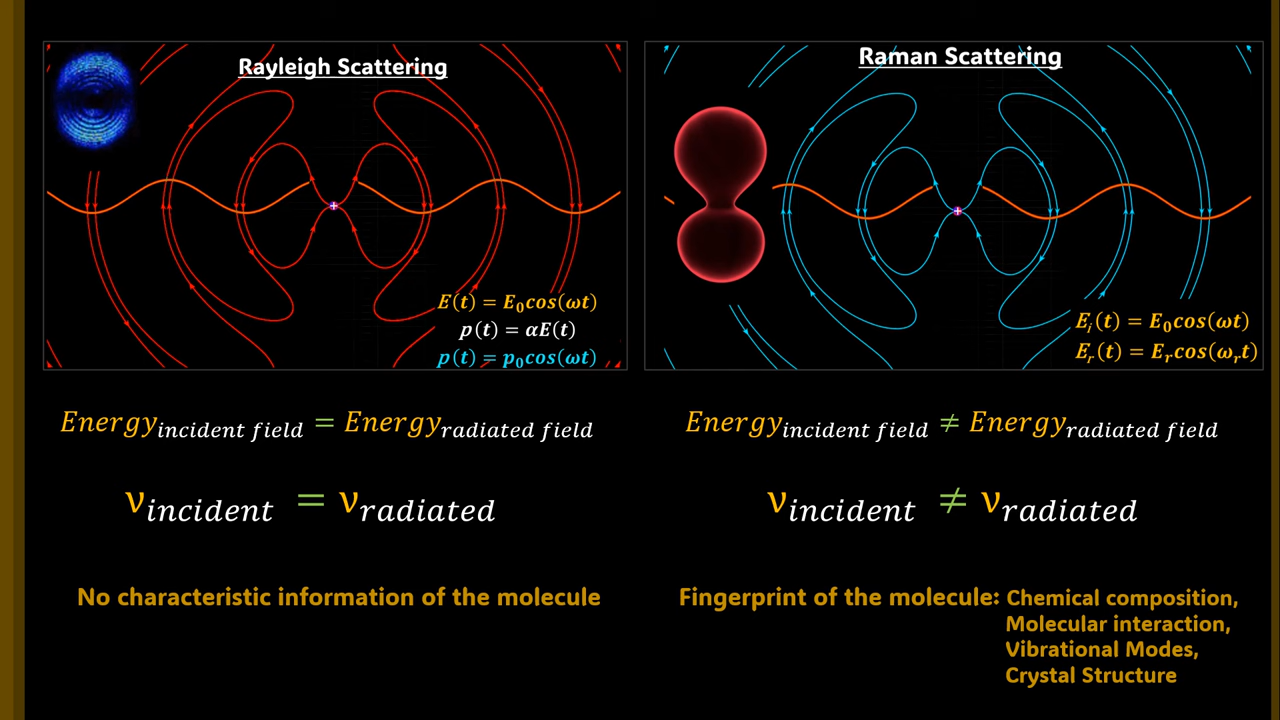 Rayleigh Scattering
E(t) = E₀cos(ωt)
p(t) = αE(t)
p(t) = p₀cos(ωt)
Energy_incident field = Energy_radiated field
ν_incident = ν_radiated
No characteristic information of the molecule
Raman Scattering
Eᵢ(t) = E₀cos(ωt)
Eᵣ(t) = Eᵣcos(ωᵣt)
Energy_incident field ≠ Energy_radiated field
ν_incident ≠ ν_radiated
Fingerprint of the molecule: Chemical composition,
Molecular interaction,
Vibrational Modes,
Crystal Structure